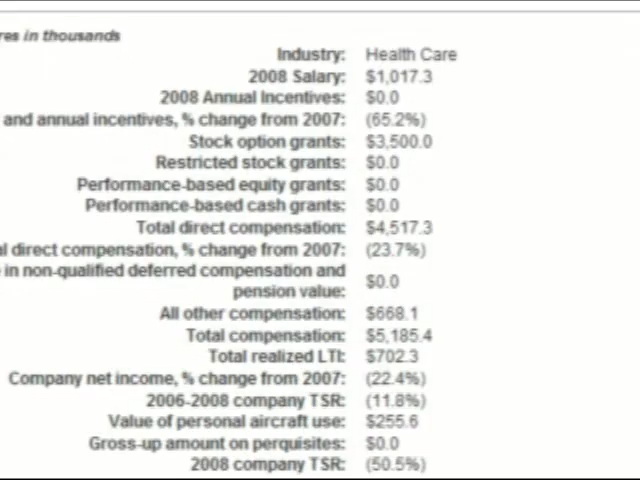 res in thousands
Industry: Health Care
2008 Salary: $1,017.3
2008 Annual Incentives: $0.0
and annual incentives, % change from 2007: (65.2%)
Stock option grants: $3,500.0
Restricted stock grants: $0.0
Performance-based equity grants: $0.0
Performance-based cash grants: $0.0
Total direct compensation: $4,517.3
l direct compensation, % change from 2007: (23.7%)
in non-qualified deferred compensation and
pension value: $0.0
All other compensation: $668.1
Total compensation: $5,185.4
Total realized LTI: $702.3
Company net income, % change from 2007: (22.4%)
2006-2008 company TSR: (11.8%)
Value of personal aircraft use: $255.6
Gross-up amount on perquisites: $0.0
2008 company TSR: (50.5%)